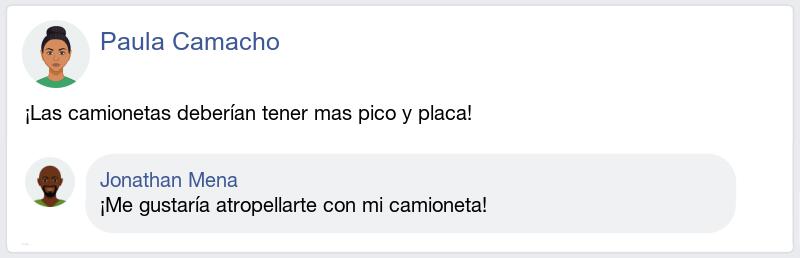 Paula Camacho
¡Las camionetas deberían tener mas pico y placa!
Jonathan Mena
¡Me gustaría atropellarte con mi camioneta!